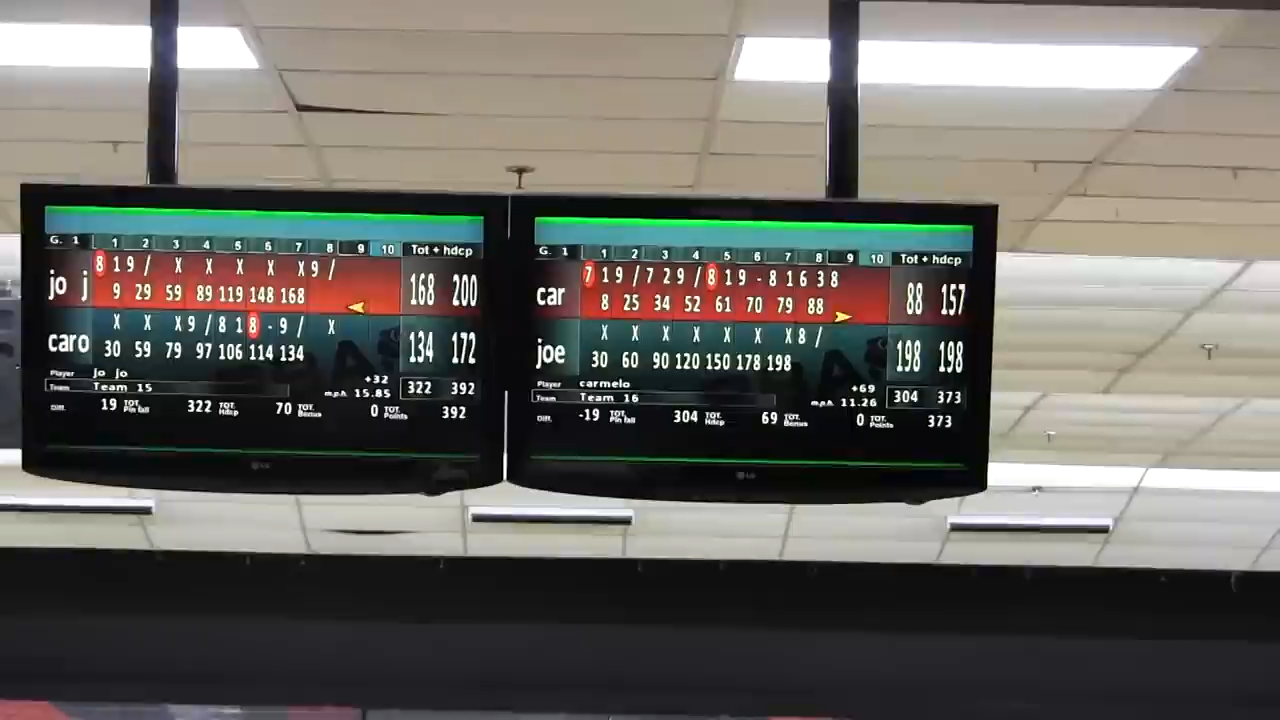 G. 1 1 2 3 4 5 6 7 8 9 10 Tot + hdcp
8 1 9 / X X X X X 9 /
jo j 9 29 59 89 119 148 168 168 200
X X X 9 / 8 1 8 - 9 / X
caro 30 59 79 97 106 114 134 134 172
Player jo jo +32
Team Team 15 m.p.h. 15.85 322 392
Diff. 19 TOT. Pin fall 322 TOT. Hdcp 70 TOT. Bonus 0 TOT. Points 392
LG
G. 1 1 2 3 4 5 6 7 8 9 10 Tot + hdcp
7 1 9 / 7 2 9 / 8 1 9 - 8 1 6 3 8
car 8 25 34 52 61 70 79 88 88 157
X X X X X X X 8 /
joe 30 60 90 120 150 178 198 198 198
Player carmelo +69
Team Team 16 m.p.h. 11.26 304 373
Diff. -19 TOT. Pin fall 304 TOT. Hdcp 69 TOT. Bonus 0 TOT. Points 373
LG